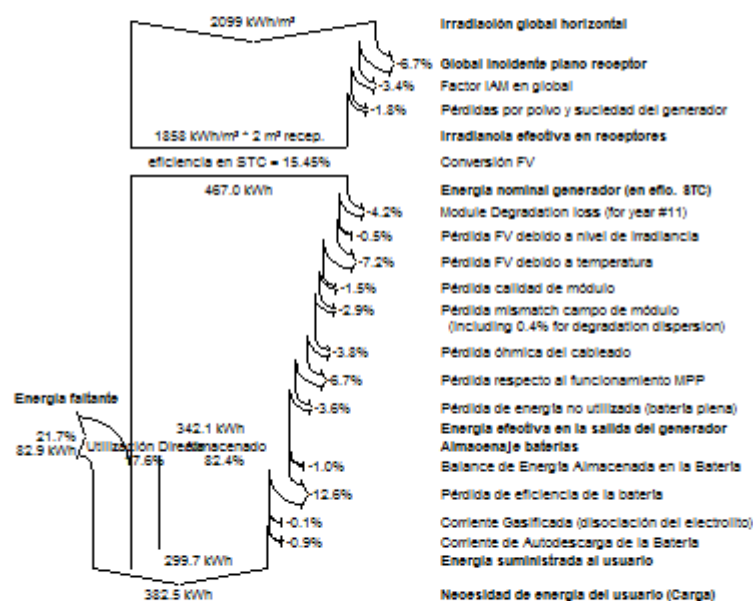 2099 kWh/m² Irradiación global horizontal
-6.7% Global incidente plano receptor
-3.4% Factor IAM en global
-1.8% Pérdidas por polvo y suciedad del generador
1858 kWh/m² * 2 m² recep. Irradiancia efectiva en receptores
eficiencia en STC = 15.45% Conversión FV
467.0 kWh Energía nominal generador (en efic. STC)
-4.2% Module Degradation loss (for year #11)
-0.5% Pérdida FV debido a nivel de irradiancia
-7.2% Pérdida FV debido a temperatura
-1.5% Pérdida calidad de módulo
-2.9% Pérdida mismatch campo de módulo
(including 0.4% for degradation dispersion)
-3.8% Pérdida óhmica del cableado
-6.7% Pérdida respecto al funcionamiento MPP
Energía faltante
-3.6% Pérdida de energía no utilizada (batería plena)
342.1 kWh Energía efectiva en la salida del generador
21.7% Utilización Directa Almacenado Almacenaje baterías
82.9 kWh 17.6% 82.4% -1.0% Balance de Energía Almacenada en la Batería
-12.6% Pérdida de eficiencia de la batería
-0.1% Corriente Gasificada (disociación del electrolito)
-0.9% Corriente de Autodescarga de la Batería
299.7 kWh Energía suministrada al usuario
382.5 kWh Necesidad de energía del usuario (Carga)